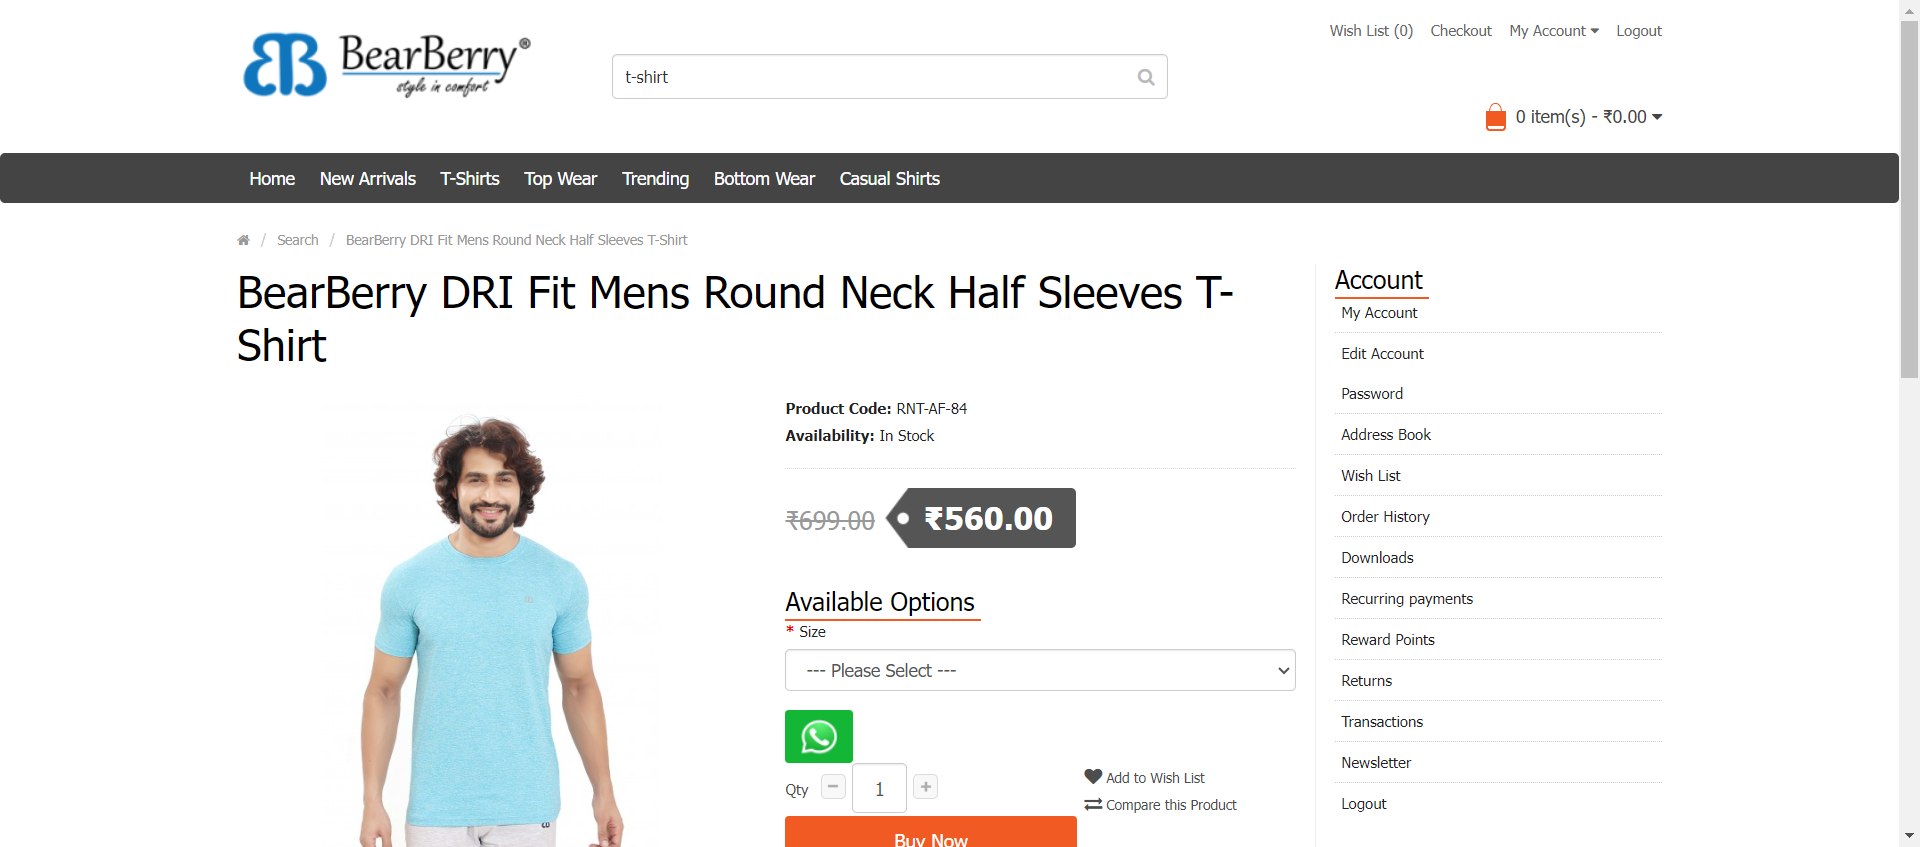 BearBerry®
style in comfort
t-shirt
Wish List (0) Checkout My Account Logout
0 item(s) - ₹0.00
Home New Arrivals T-Shirts Top Wear Trending Bottom Wear Casual Shirts
/ Search / BearBerry DRI Fit Mens Round Neck Half Sleeves T-Shirt
BearBerry DRI Fit Mens Round Neck Half Sleeves T-
Shirt
Product Code: RNT-AF-84
Availability: In Stock
₹699.00 ₹560.00
Available Options
* Size
--- Please Select ---
Qty − 1 +
Add to Wish List
Compare this Product
Buy Now
Account
My Account
Edit Account
Password
Address Book
Wish List
Order History
Downloads
Recurring payments
Reward Points
Returns
Transactions
Newsletter
Logout